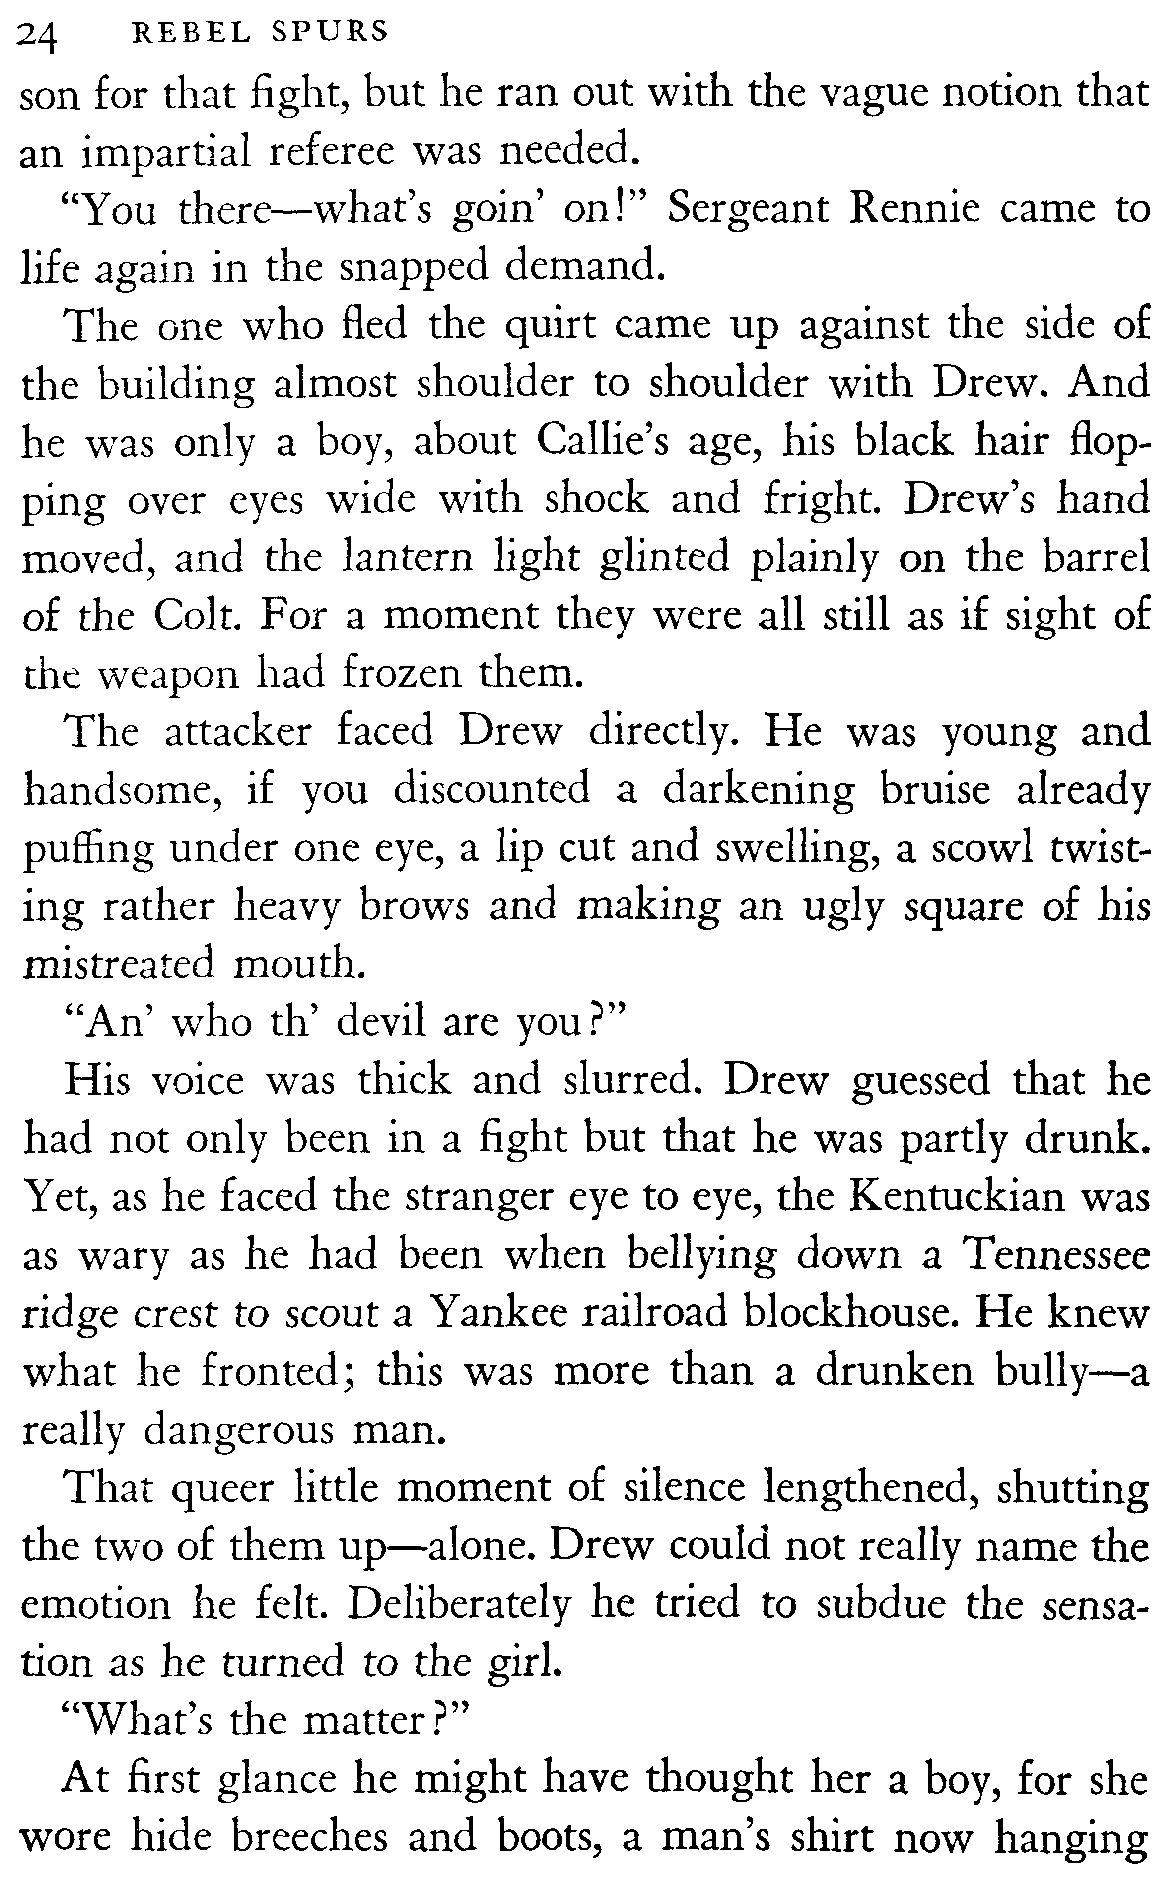 24 REBEL SPURS
son for that fight, but he ran out with the vague notion that
an impartial referee was needed.
“You there—what's goin’ on!” Sergeant Rennie came to
life again in the snapped demand.
The one who fled the quirt came up against the side of
the building almost shoulder to shoulder with Drew. And
he was only a boy, about Callie’s age, his black hair flop-
ping over eyes wide with shock and fright. Drew’s hand
moved, and the lantern light glinted plainly on the barrel
of the Colt. For a moment they were all still as if sight of
the weapon had frozen them.
The attacker faced Drew directly. He was young and
handsome, if you discounted a darkening bruise already
puffing under one eye, a lip cut and swelling, a scowl twist-
ing rather heavy brows and making an ugly square of his
mistreated mouth.
“An’ who th’ devil are you?”
His voice was thick and slurred. Drew guessed that he
had not only been in a fight but that he was partly drunk.
Yet, as he faced the stranger eye to eye, the Kentuckian was
as wary as he had been when bellying down a Tennessee
ridge crest to scout a Yankee railroad blockhouse. He knew
what he fronted; this was more than a drunken bully—a
really dangerous man.
That queer little moment of silence lengthened, shutting
the two of them up—alone. Drew could not really name the
emotion he felt. Deliberately he tried to subdue the sensa-
tion as he turned to the girl.
“What’s the matter?”
At first glance he might have thought her a boy, for she
wore hide breeches and boots, a man’s shirt now hanging